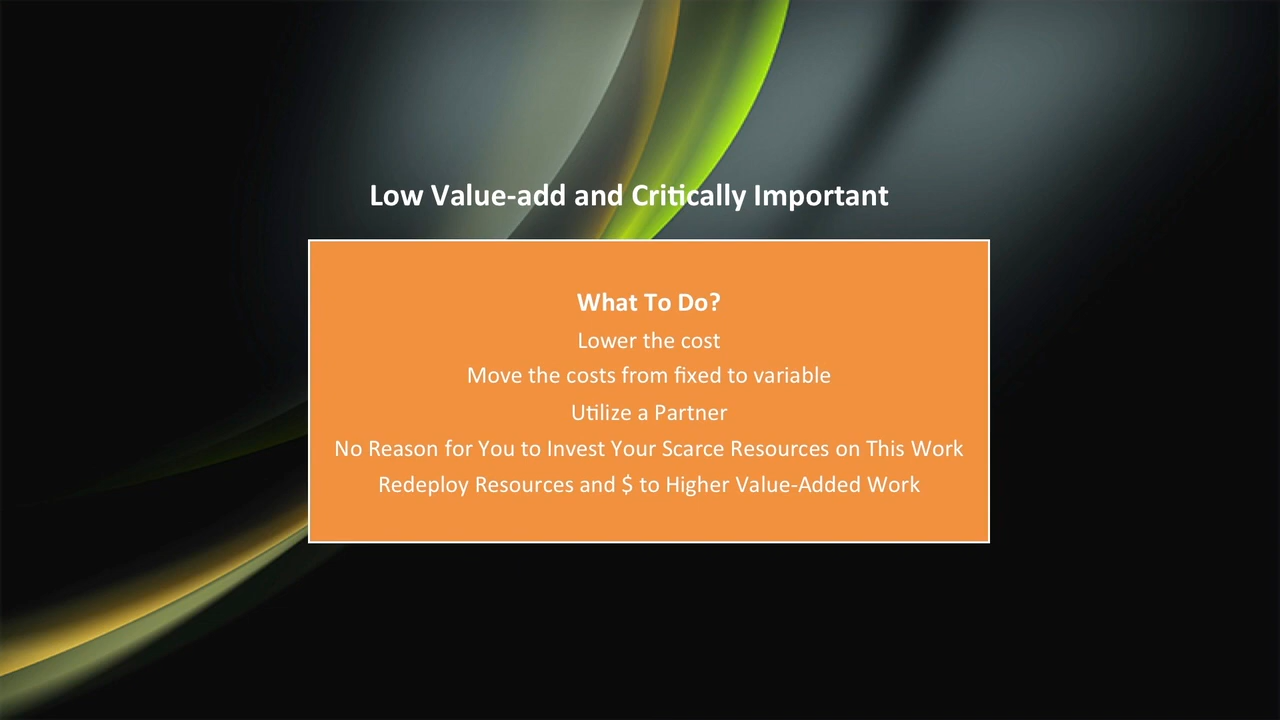 Low Value-add and Critically Important
What To Do?
Lower the cost
Move the costs from fixed to variable
Utilize a Partner
No Reason for You to Invest Your Scarce Resources on This Work
Redeploy Resources and $ to Higher Value-Added Work